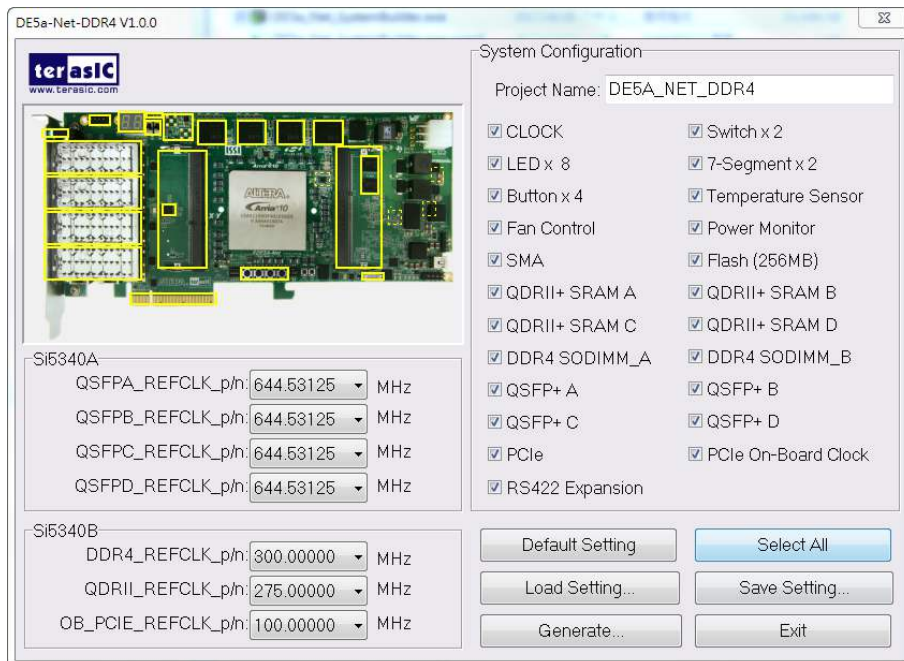 DE5a-Net-DDR4 V1.0.0
terasIC
www.terasic.com
ALTERA
Arria 10
Si5340A
QSFPA_REFCLK_p/n: 644.53125 MHz
QSFPB_REFCLK_p/n: 644.53125 MHz
QSFPC_REFCLK_p/n: 644.53125 MHz
QSFPD_REFCLK_p/n: 644.53125 MHz
Si5340B
DDR4_REFCLK_p/n: 300.00000 MHz
QDRII_REFCLK_p/n: 275.00000 MHz
OB_PCIE_REFCLK_p/n: 100.00000 MHz
System Configuration
Project Name: DE5A_NET_DDR4
CLOCK Switch x 2
LED x 8 7-Segment x 2
Button x 4 Temperature Sensor
Fan Control Power Monitor
SMA Flash (256MB)
QDRII+ SRAM A QDRII+ SRAM B
QDRII+ SRAM C QDRII+ SRAM D
DDR4 SODIMM_A DDR4 SODIMM_B
QSFP+ A QSFP+ B
QSFP+ C QSFP+ D
PCIe PCIe On-Board Clock
RS422 Expansion
Default Setting Select All
Load Setting... Save Setting...
Generate... Exit